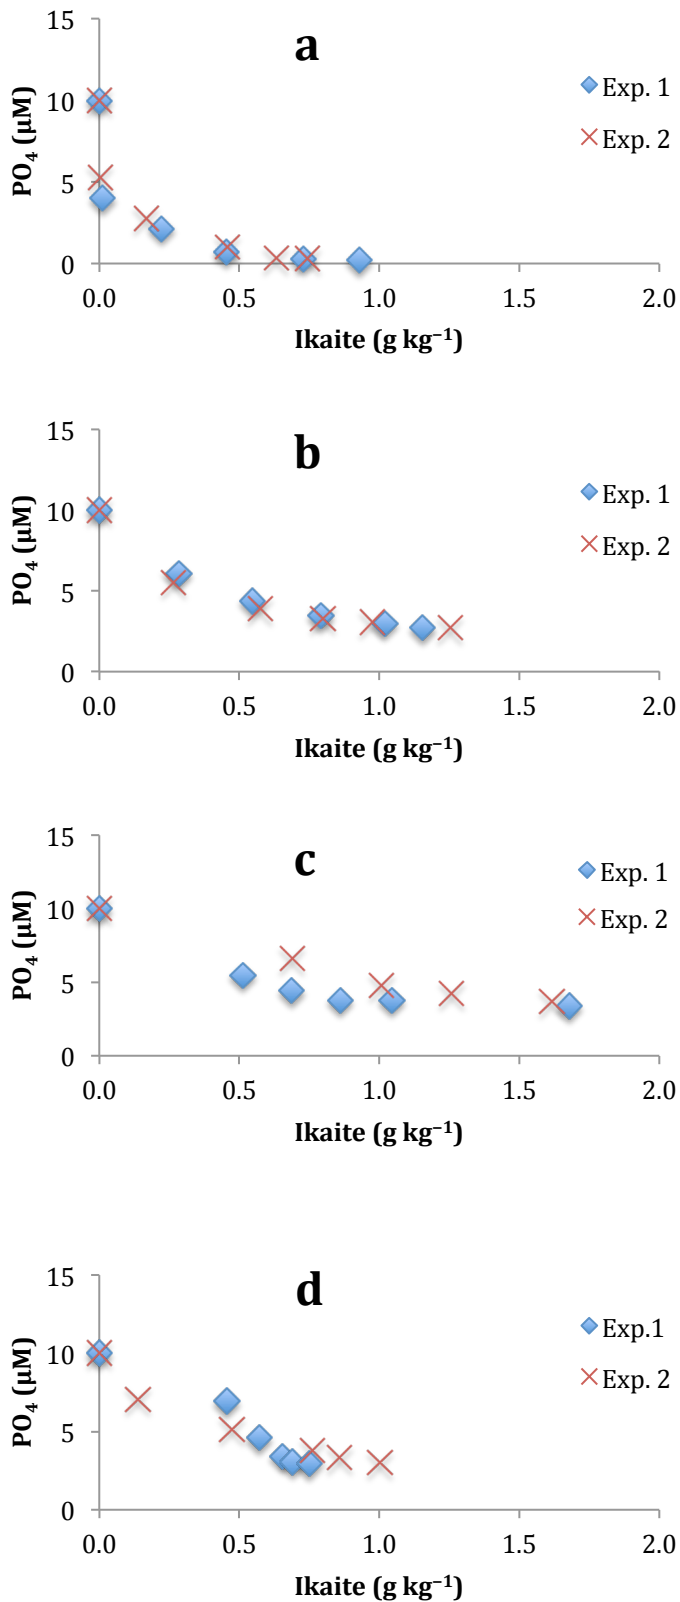 a
15
10
5
0
PO₄ (µM)
Exp. 1
Exp. 2
0.0 0.5 1.0 1.5 2.0
Ikaite (g kg⁻¹)
b
15
10
5
0
PO₄ (µM)
Exp. 1
Exp. 2
0.0 0.5 1.0 1.5 2.0
Ikaite (g kg⁻¹)
c
15
10
5
0
PO₄ (µM)
Exp. 1
Exp. 2
0.0 0.5 1.0 1.5 2.0
Ikaite (g kg⁻¹)
d
15
10
5
0
PO₄ (µM)
Exp.1
Exp. 2
0.0 0.5 1.0 1.5 2.0
Ikaite (g kg⁻¹)